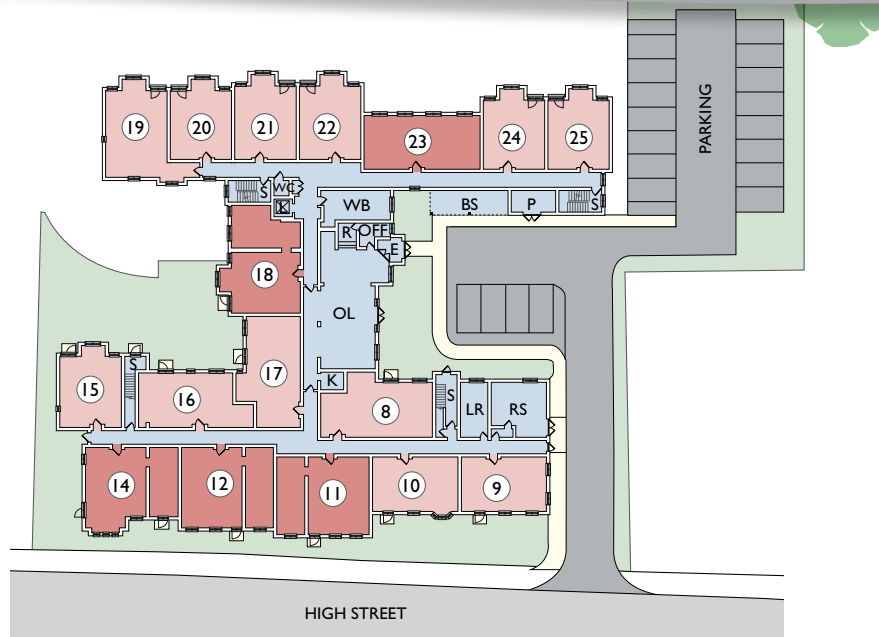 PARKING
19
20
21
22
23
24
25
S
WC
WB
BS
P
S
R
OFF
E
18
OL
S
15
16
17
K
8
S
LR
RS
14
12
11
10
9
HIGH STREET